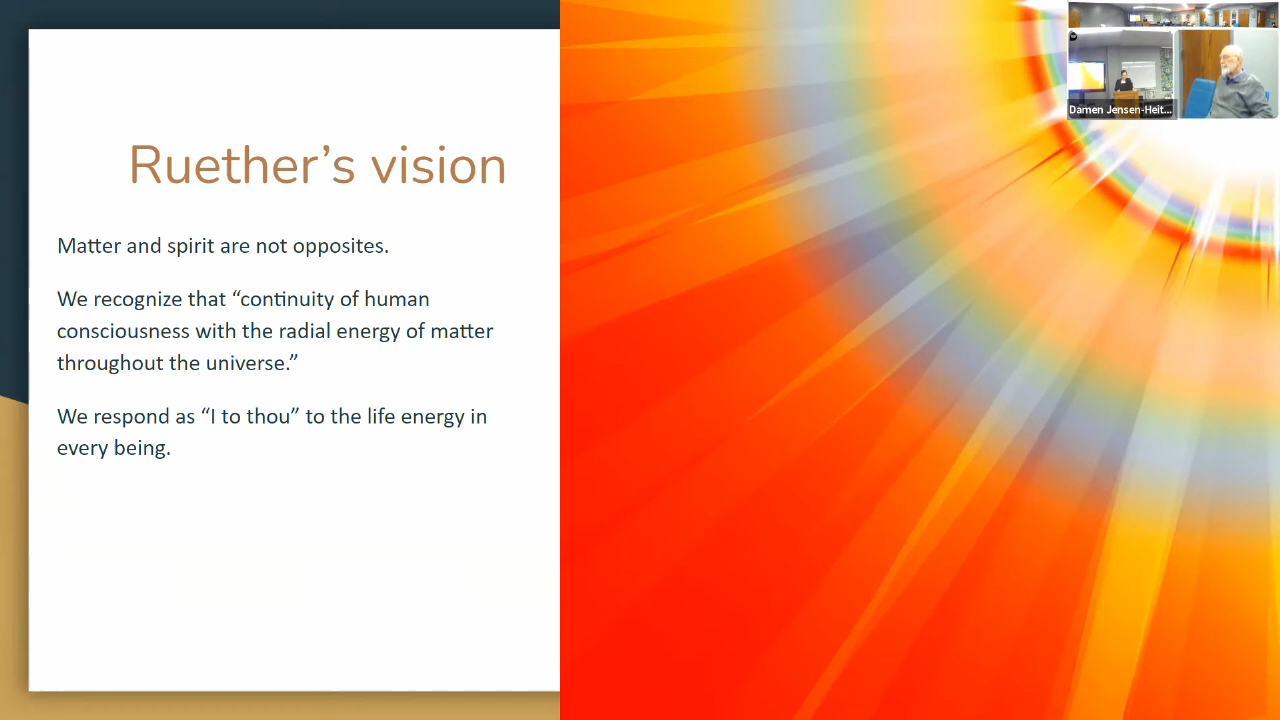 Ruether’s vision
Matter and spirit are not opposites.
We recognize that “continuity of human
consciousness with the radial energy of matter
throughout the universe.”
We respond as “I to thou” to the life energy in
every being.
Damen Jensen-Heit...